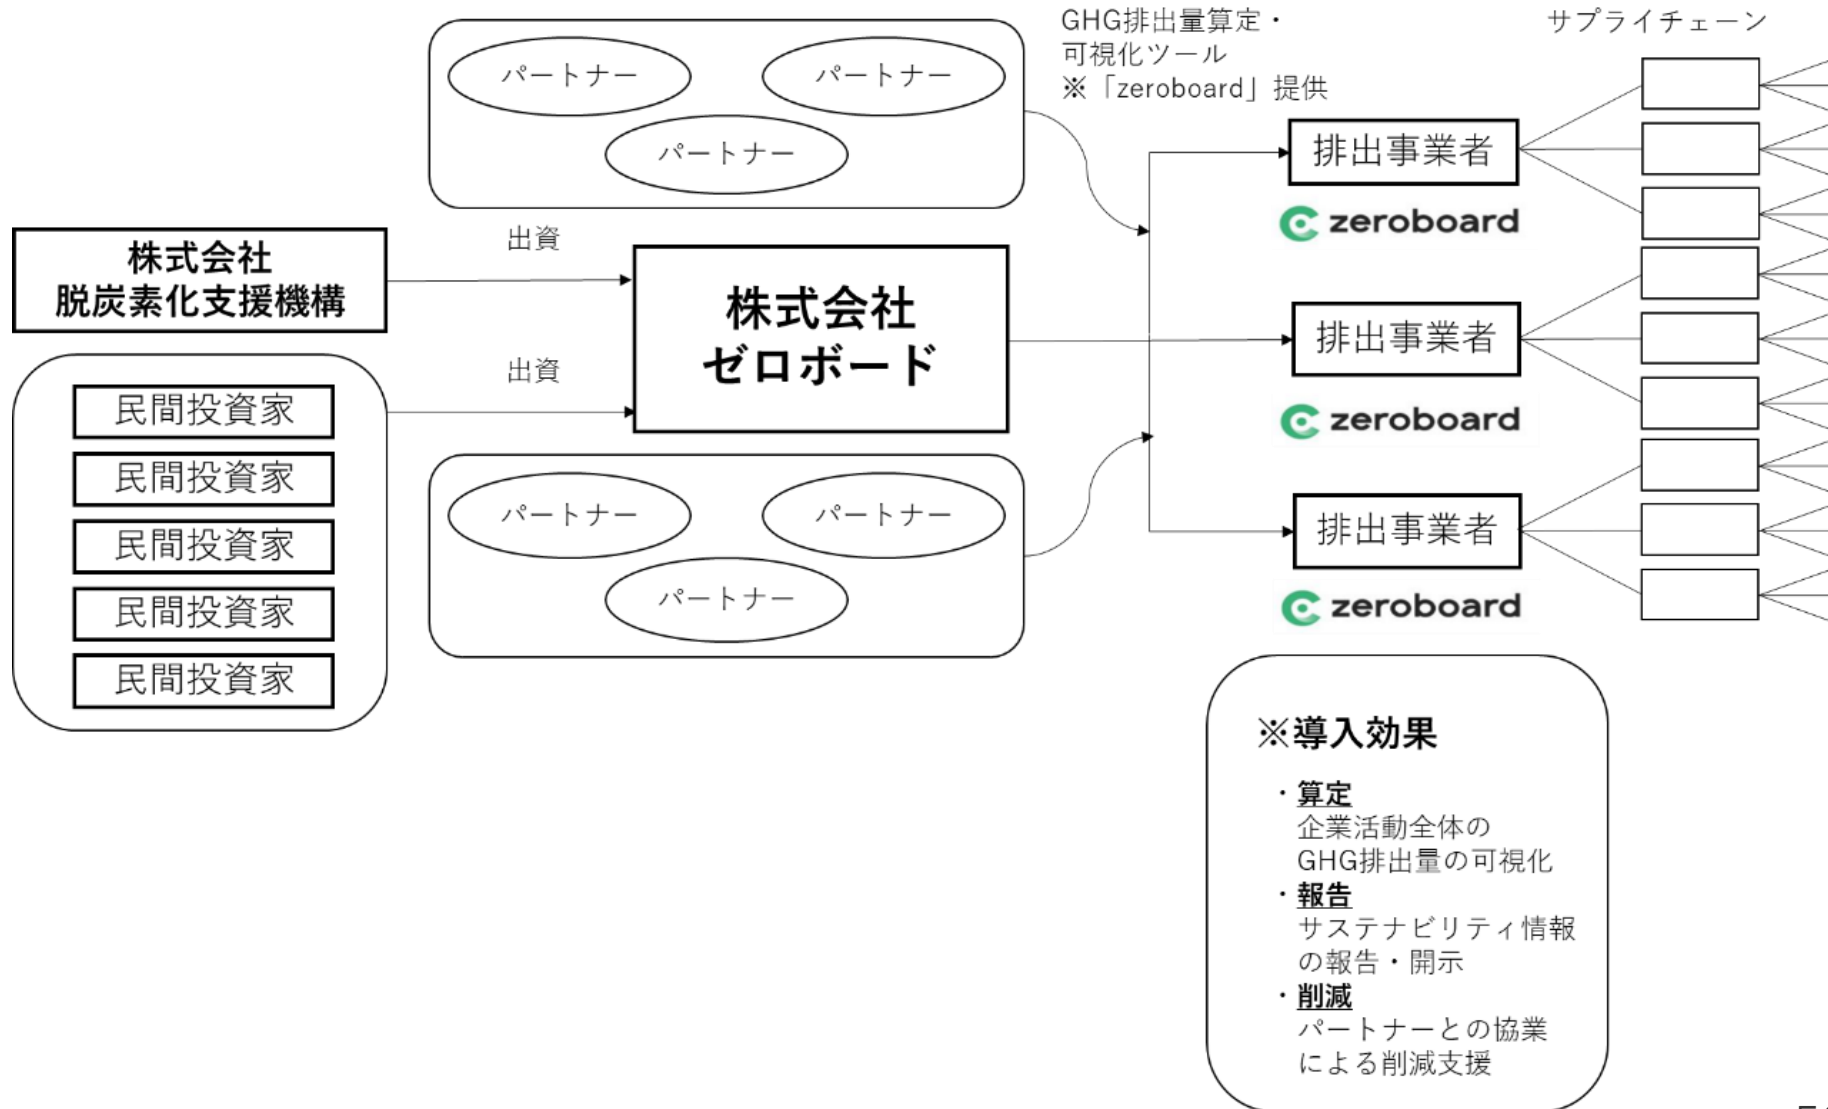 パートナー
パートナー
パートナー
GHG排出量算定・
可視化ツール
※「zeroboard」提供
サプライチェーン
排出事業者
zeroboard
株式会社
脱炭素化支援機構
出資
出資
株式会社
ゼロボード
排出事業者
zeroboard
民間投資家
民間投資家
民間投資家
民間投資家
民間投資家
パートナー
パートナー
パートナー
排出事業者
zeroboard
※導入効果
・算定
企業活動全体の
GHG排出量の可視化
・報告
サステナビリティ情報
の報告・開示
・削減
パートナーとの協業
による削減支援